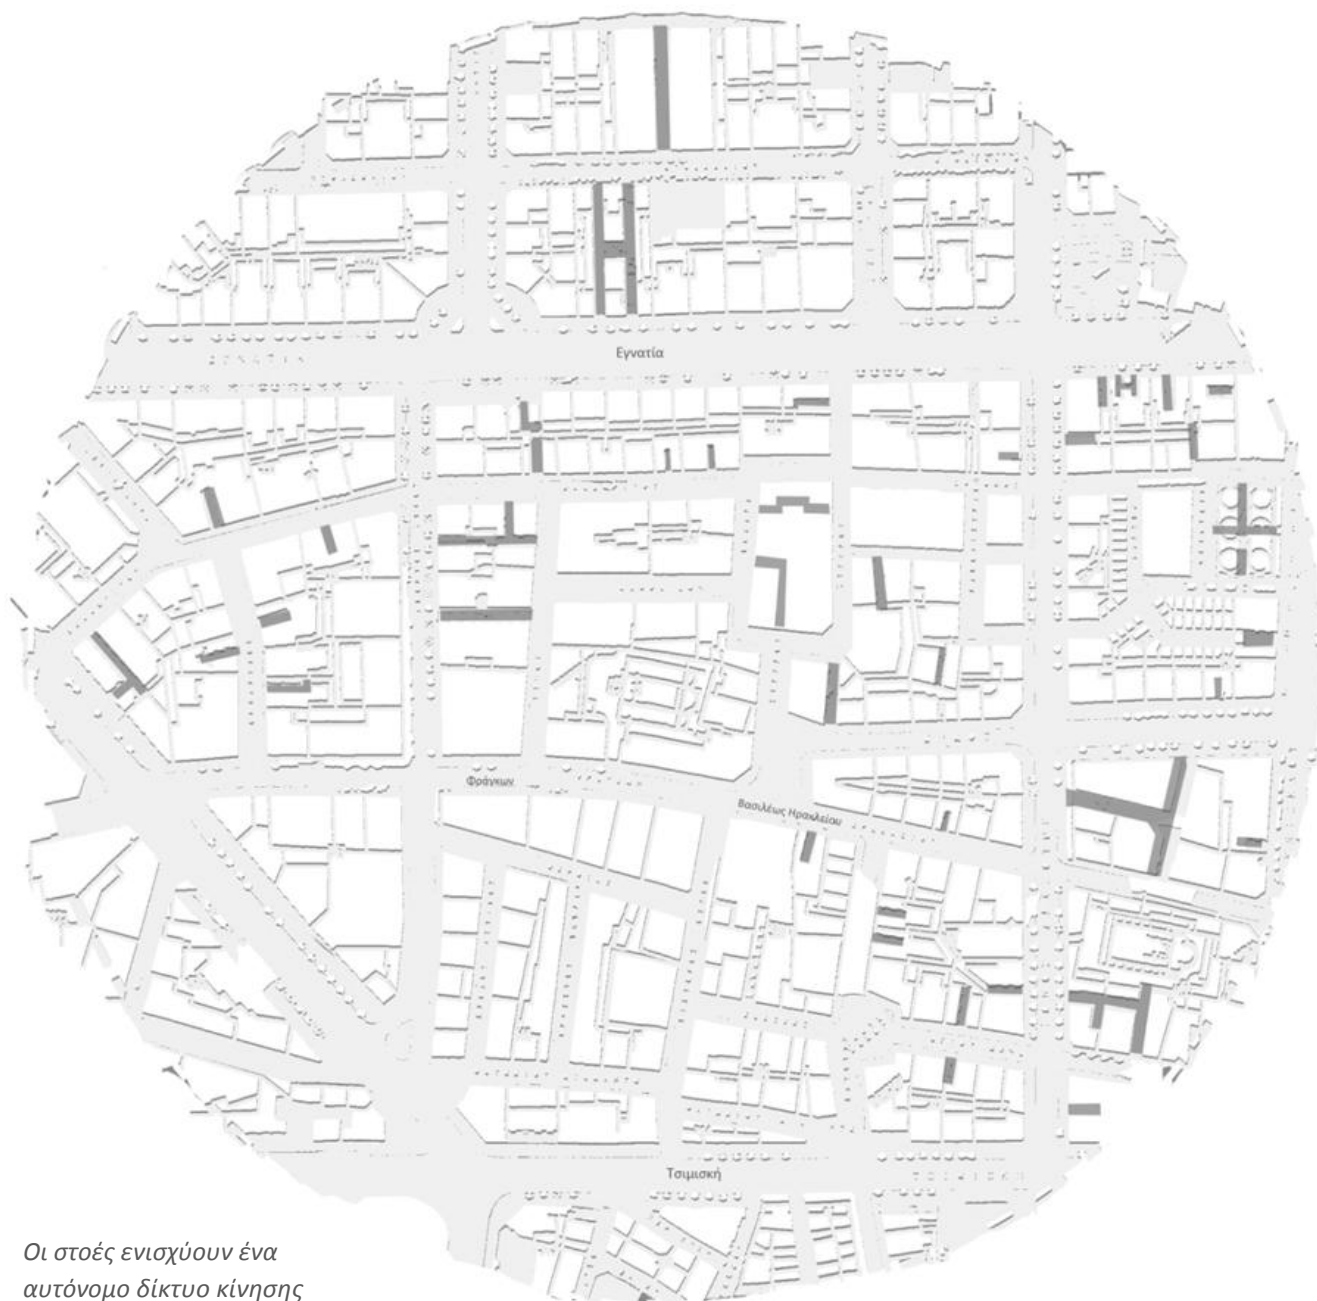 Εγνατία
Φράγκων
Βασιλέως Ηρακλείου
Τσιμισκή
Οι στοές ενισχύουν ένα
αυτόνομο δίκτυο κίνησης